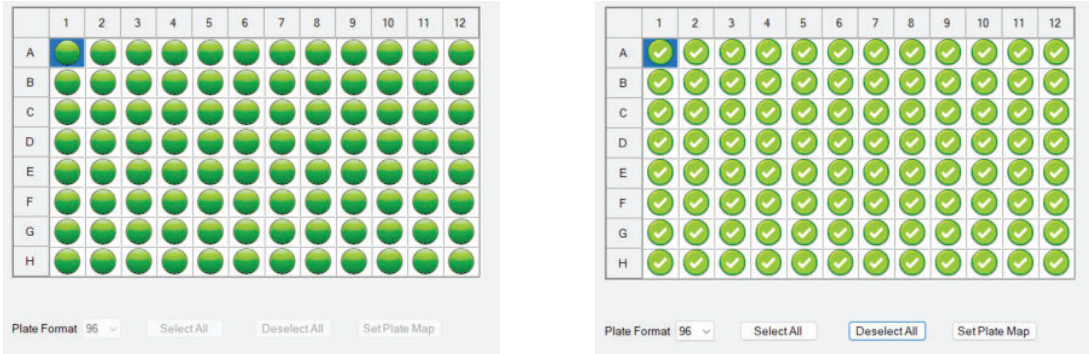 1 2 3 4 5 6 7 8 9 10 11 12
A
B
C
D
E
F
G
H
Plate Format 96 Select All Deselect All Set Plate Map
1 2 3 4 5 6 7 8 9 10 11 12
A
B
C
D
E
F
G
H
Plate Format 96 Select All Deselect All Set Plate Map